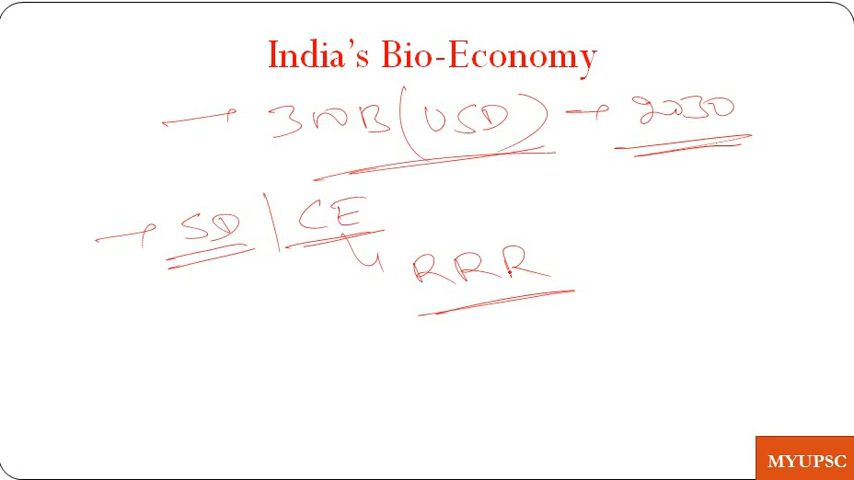 India's Bio-Economy
→ 300B (USD) → 2030
→ SD | CE
RRR
MYUPSC